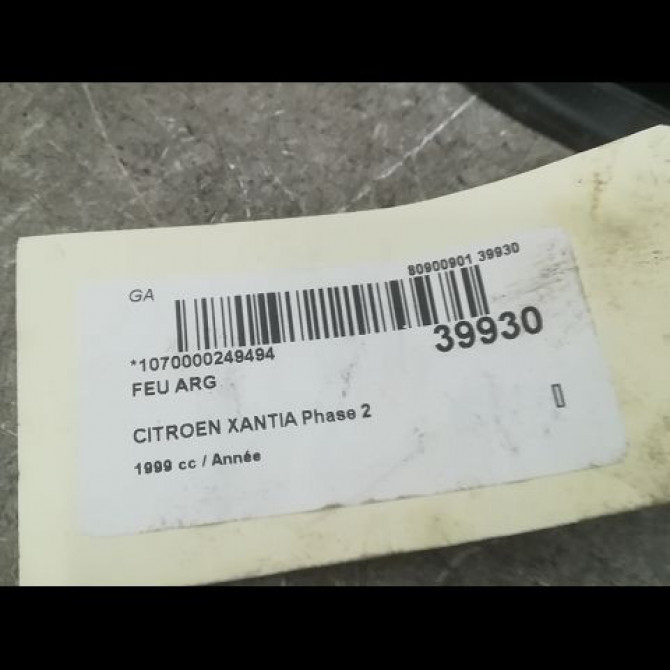 GA
80900901 39930
*1070000249494
39930
FEU ARG
CITROEN XANTIA Phase 2
1999 cc / Année